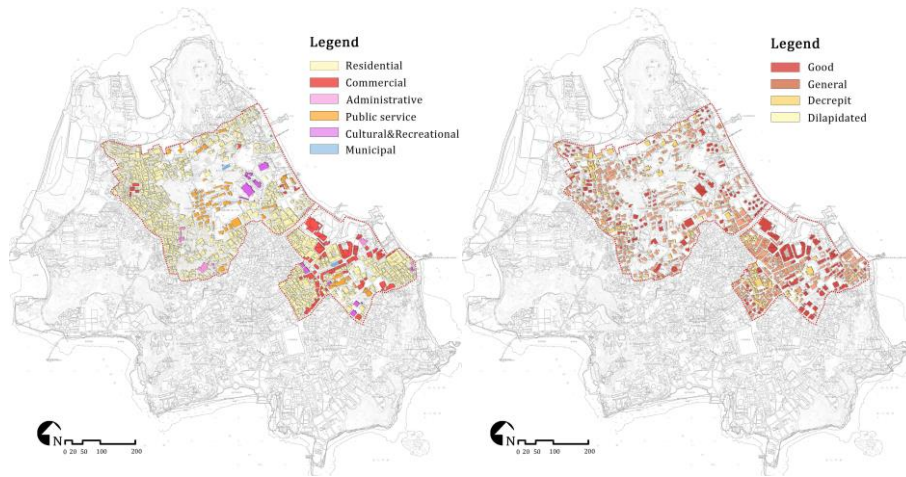 Legend
Residential
Commercial
Administrative
Public service
Cultural&Recreational
Municipal
N
0 20 50 100 200
Legend
Good
General
Decrepit
Dilapidated
N
0 20 50 100 200